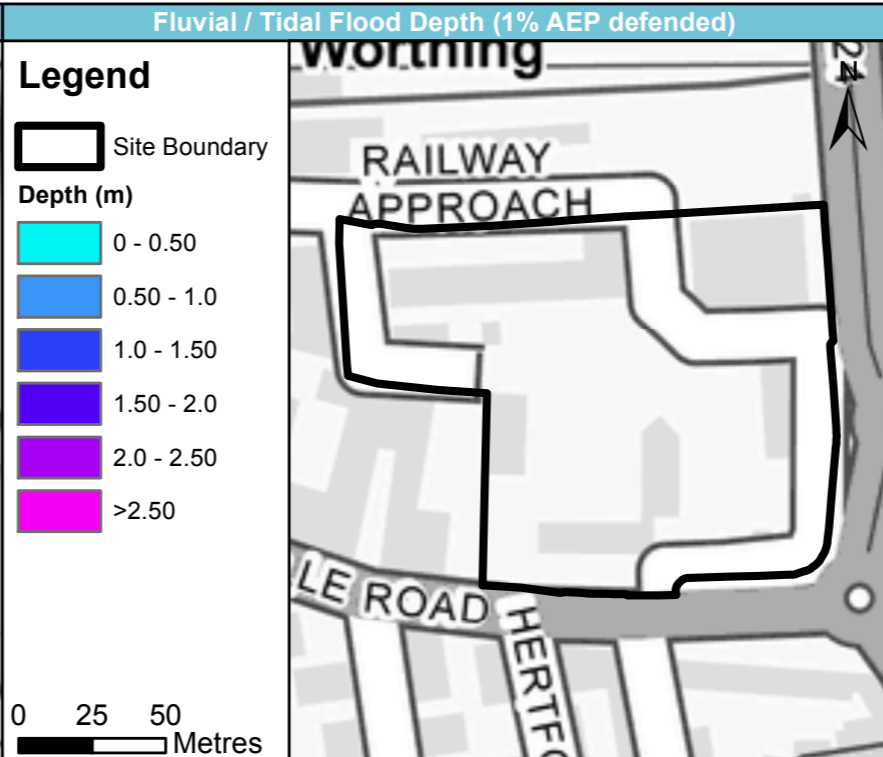 Fluvial / Tidal Flood Depth (1% AEP defended)
Legend
Site Boundary
Depth (m)
0 - 0.50
0.50 - 1.0
1.0 - 1.50
1.50 - 2.0
2.0 - 2.50
>2.50
0 25 50
Metres
Worthing
N
RAILWAY
APPROACH
LE ROAD
HERTFO